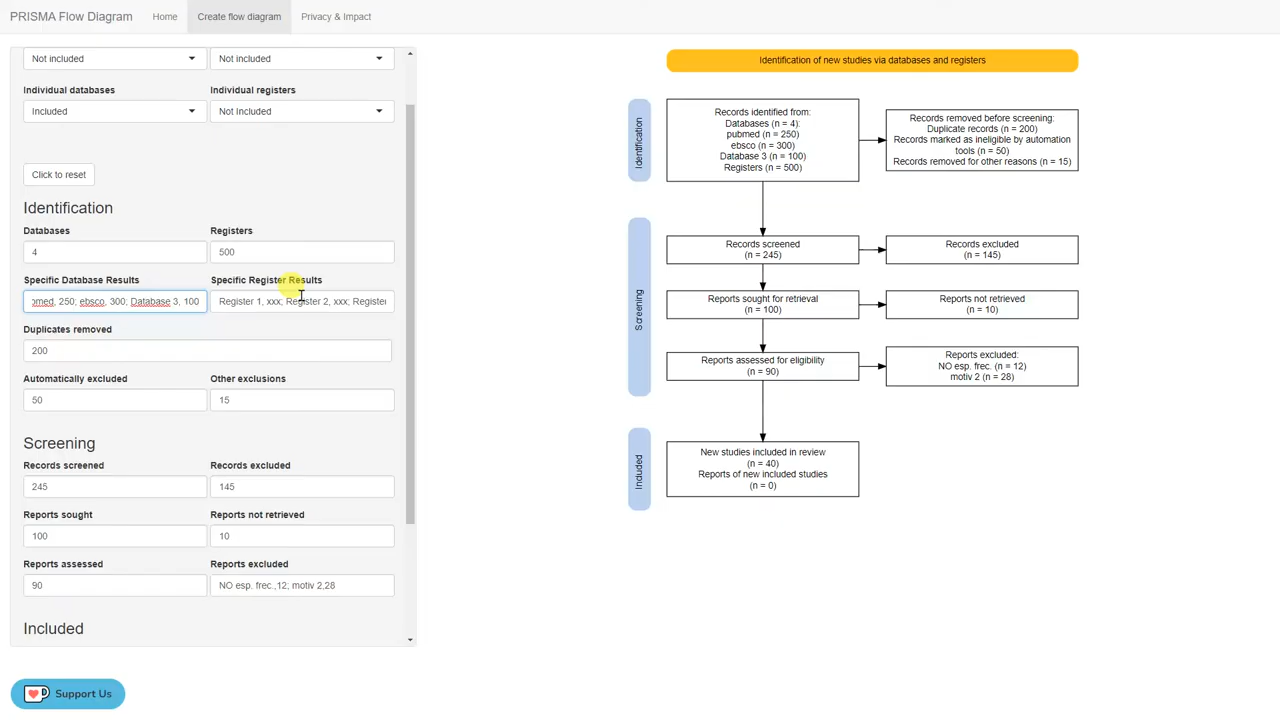 PRISMA Flow Diagram
Home
Create flow diagram
Privacy & Impact
Not included
Not included
Individual databases
Individual registers
Included
Not Included
Click to reset
Identification
Databases
Registers
4
500
Specific Database Results
Specific Register Results
med, 250; ebsco, 300; Database 3, 100
Register 1, xxx; Register 2, xxx; Register
Duplicates removed
200
Automatically excluded
Other exclusions
50
15
Screening
Records screened
Records excluded
245
145
Reports sought
Reports not retrieved
100
10
Reports assessed
Reports excluded
90
NO esp. frec.,12; motiv 2,28
Included
Support Us
Identification of new studies via databases and registers
Identification
Records identified from:
Databases (n = 4):
pubmed (n = 250)
ebsco (n = 300)
Database 3 (n = 100)
Registers (n = 500)
Records removed before screening:
Duplicate records (n = 200)
Records marked as ineligible by automation
tools (n = 50)
Records removed for other reasons (n = 15)
Screening
Records screened
(n = 245)
Records excluded
(n = 145)
Reports sought for retrieval
(n = 100)
Reports not retrieved
(n = 10)
Reports assessed for eligibility
(n = 90)
Reports excluded:
NO esp. frec. (n = 12)
motiv 2 (n = 28)
Included
New studies included in review
(n = 40)
Reports of new included studies
(n = 0)